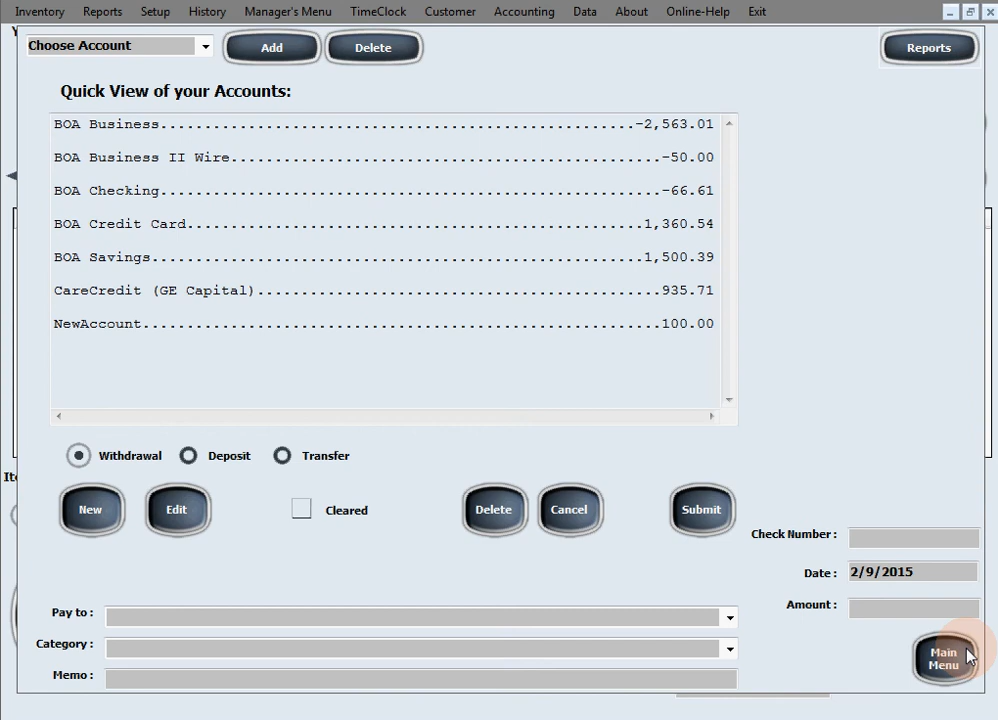 Inventory Reports Setup History Manager's Menu TimeClock Customer Accounting Data About Online-Help Exit
Choose Account Add Delete Reports
Quick View of your Accounts:
BOA Business......................................................-2,563.01
BOA Business II Wire.................................................-50.00
BOA Checking.........................................................-66.61
BOA Credit Card....................................................1,360.54
BOA Savings........................................................1,500.39
CareCredit (GE Capital)..............................................935.71
NewAccount...........................................................100.00
Withdrawal Deposit Transfer
New Edit Cleared Delete Cancel Submit
Check Number :
Date : 2/9/2015
Amount :
Pay to :
Category :
Memo :
Main
Menu